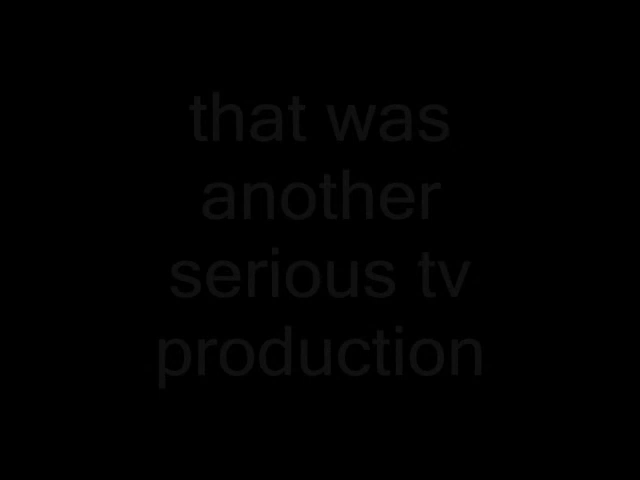 that was
another
serious tv
production